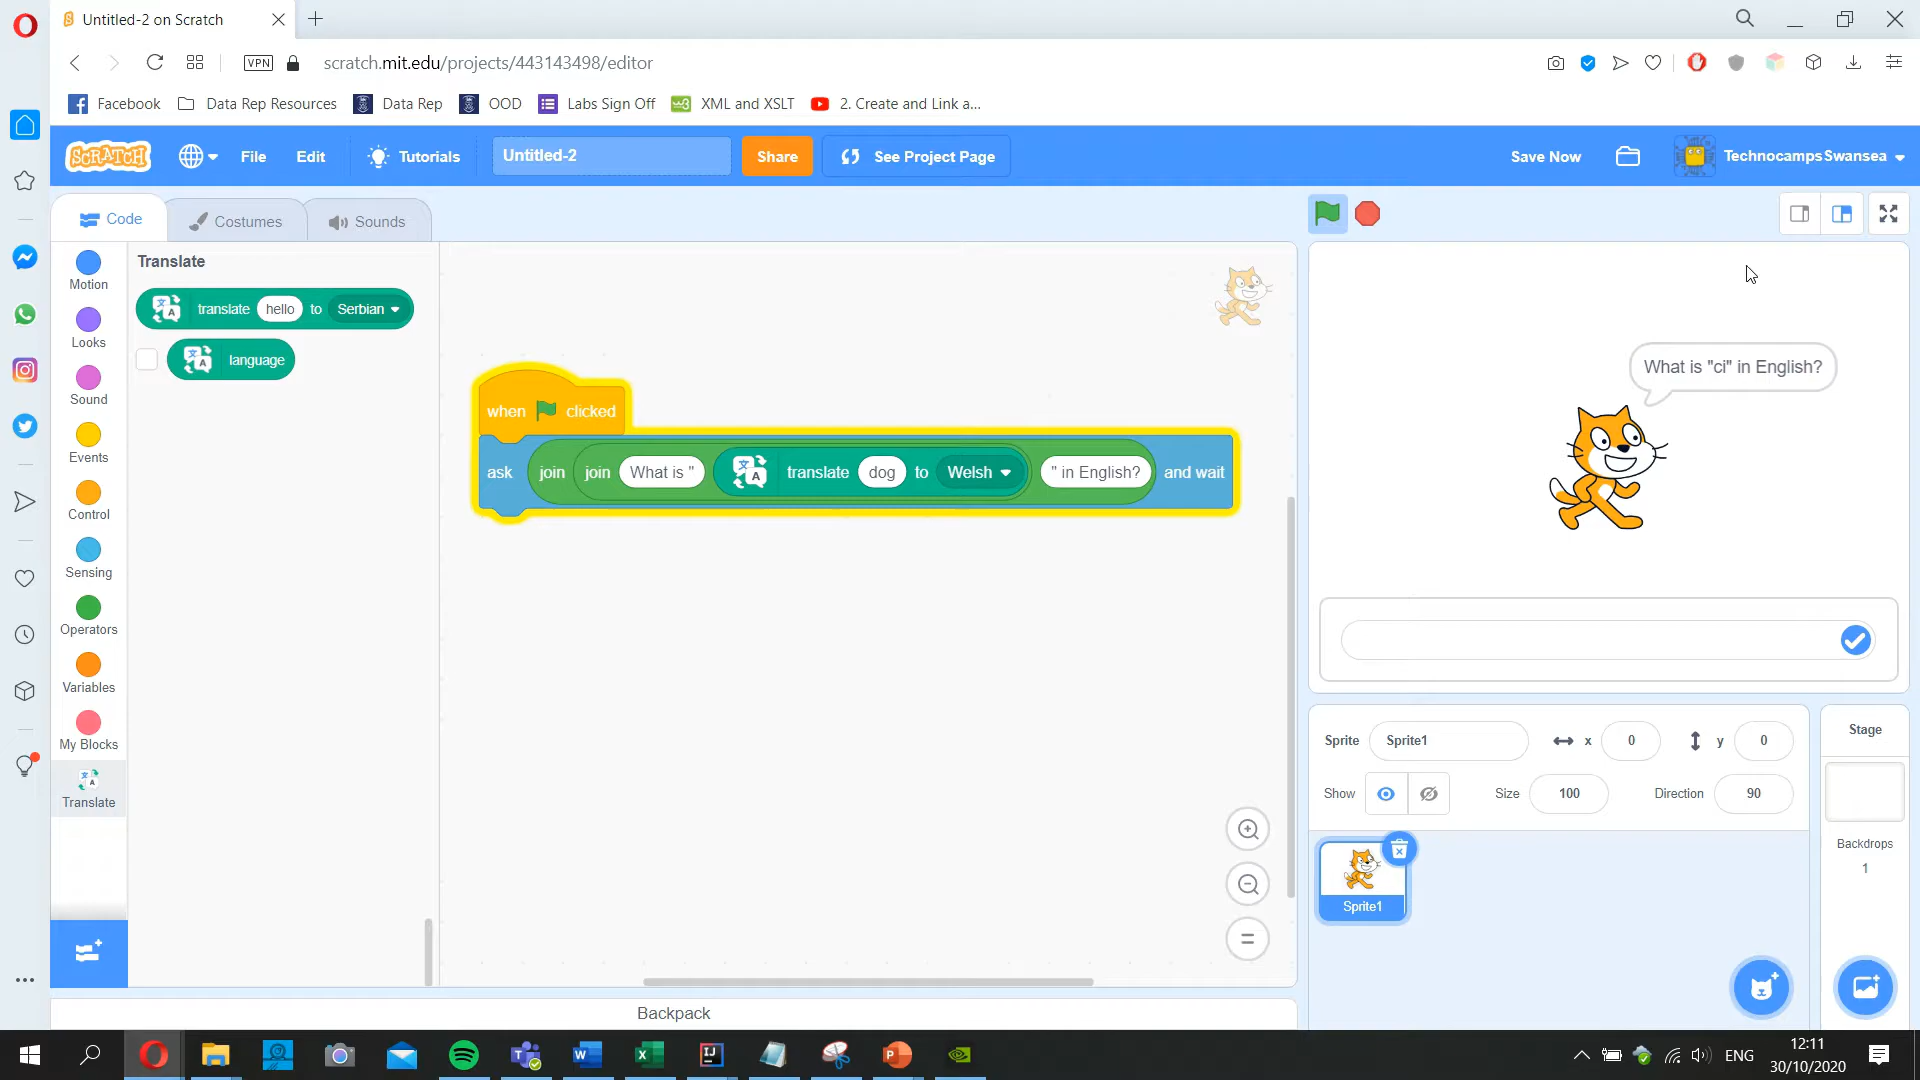 Untitled-2 on Scratch
VPN
scratch.mit.edu/projects/443143498/editor
Facebook
Data Rep Resources
Data Rep
OOD
Labs Sign Off
XML and XSLT
2. Create and Link a...
SCRATCH
File
Edit
Tutorials
Untitled-2
Share
See Project Page
Save Now
TechnocampsSwansea
Code
Costumes
Sounds
Motion
Looks
Sound
Events
Control
Sensing
Operators
Variables
My Blocks
Translate
Translate
translate hello to Serbian
language
when clicked
ask join join What is " translate dog to Welsh " in English? and wait
What is "ci" in English?
Sprite Sprite1 x 0 y 0
Show Size 100 Direction 90
Sprite1
Stage
Backdrops
1
Backpack
ENG
12:11
30/10/2020